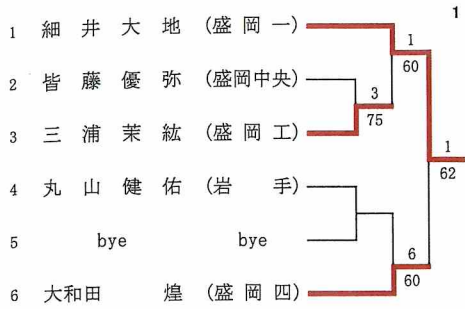 1
1 細井大地 (盛岡一)
1
60
2 皆藤優弥 (盛岡中央)
3
75
3 三浦茉紘 (盛岡工)
1
62
4 丸山健佑 (岩手)
5 bye bye
6
60
6 大和田煌 (盛岡四)